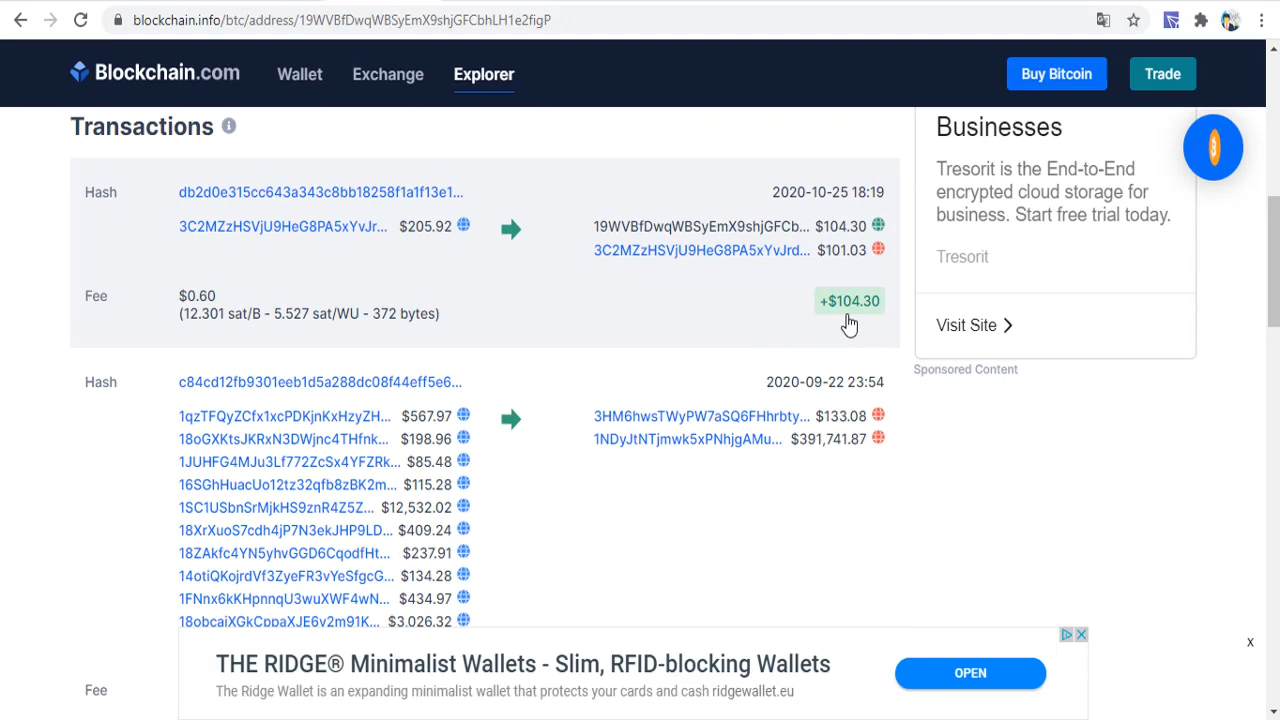 blockchain.info/btc/address/19WVBfDwqWBSyEmX9shjGFCbhLH1e2figP
Blockchain.com Wallet Exchange Explorer Buy Bitcoin Trade
Transactions
Hash db2d0e315cc643a343c8bb18258f1a1f13e1... 2020-10-25 18:19
3C2MZzHSVjU9HeG8PA5xYvJr... $205.92 19WVBfDwqWBSyEmX9shjGFCb... $104.30
3C2MZzHSVjU9HeG8PA5xYvJrd... $101.03
Fee $0.60 +$104.30
(12.301 sat/B - 5.527 sat/WU - 372 bytes)
Hash c84cd12fb9301eeb1d5a288dc08f44eff5e6... 2020-09-22 23:54
1qzTFQyZCfx1xcPDKjnKxHzyZH... $567.97 3HM6hwsTWyPW7aSQ6FHhrbty... $133.08
18oGXKtsJKRxN3DWjnc4THfnk... $198.96 1NDyJtNTjmwk5xPNhjgAMu... $391,741.87
1JUHFG4MJu3Lf772ZcSx4YFZRk... $85.48
16SGhHuacUo12tz32qfb8zBK2m... $115.28
1SC1USbnSrMjkHS9znR4Z5Z... $12,532.02
18XrXuoS7cdh4jP7N3ekJHP9LD... $409.24
18ZAkfc4YN5yhvGGD6CqodfHt... $237.91
14otiQKojrdVf3ZyeFR3vYeSfgcG... $134.28
1FNnx6kKHpnnqU3wuXWF4wN... $434.97
18obcaiXGkCppaXJE6y2m91K... $3,026.32
Fee
Businesses
Tresorit is the End-to-End
encrypted cloud storage for
business. Start free trial today.
Tresorit
Visit Site
Sponsored Content
THE RIDGE® Minimalist Wallets - Slim, RFID-blocking Wallets
The Ridge Wallet is an expanding minimalist wallet that protects your cards and cash ridgewallet.eu
OPEN
x